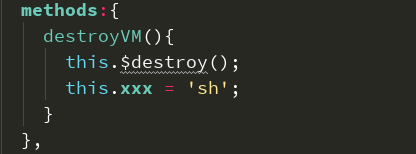 methods:{
destroyVM(){
this.$destroy();
this.xxx = 'sh';
}
},